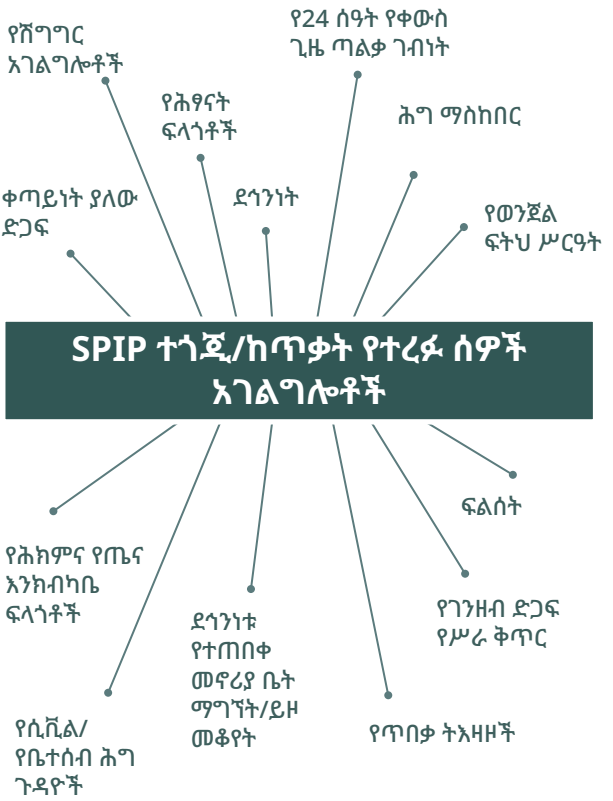 የሽግግር
አገልግሎቶች
የ24 ሰዓት የቀውስ
ጊዜ ጣልቃ ገብነት
የሕፃናት
ፍላጎቶች
ሕግ ማስከበር
ቀጣይነት ያለው
ድጋፍ
ደኅንነት
የወንጀል
ፍትህ ሥርዓት
SPIP ተጎጂ/ከጥቃት የተረፉ ሰዎች
አገልግሎቶች
ፍልሰት
የሕክምና የጤና
እንክብካቤ
ፍላጎቶች
ደኅንነቱ
የተጠበቀ
መኖሪያ ቤት
ማግኘት/ይዞ
መቆየት
የገንዘብ ድጋፍ
የሥራ ቅጥር
የሲቪል/
የቤተሰብ ሕግ
ጉዳዮች
የጥበቃ ትእዛዞች